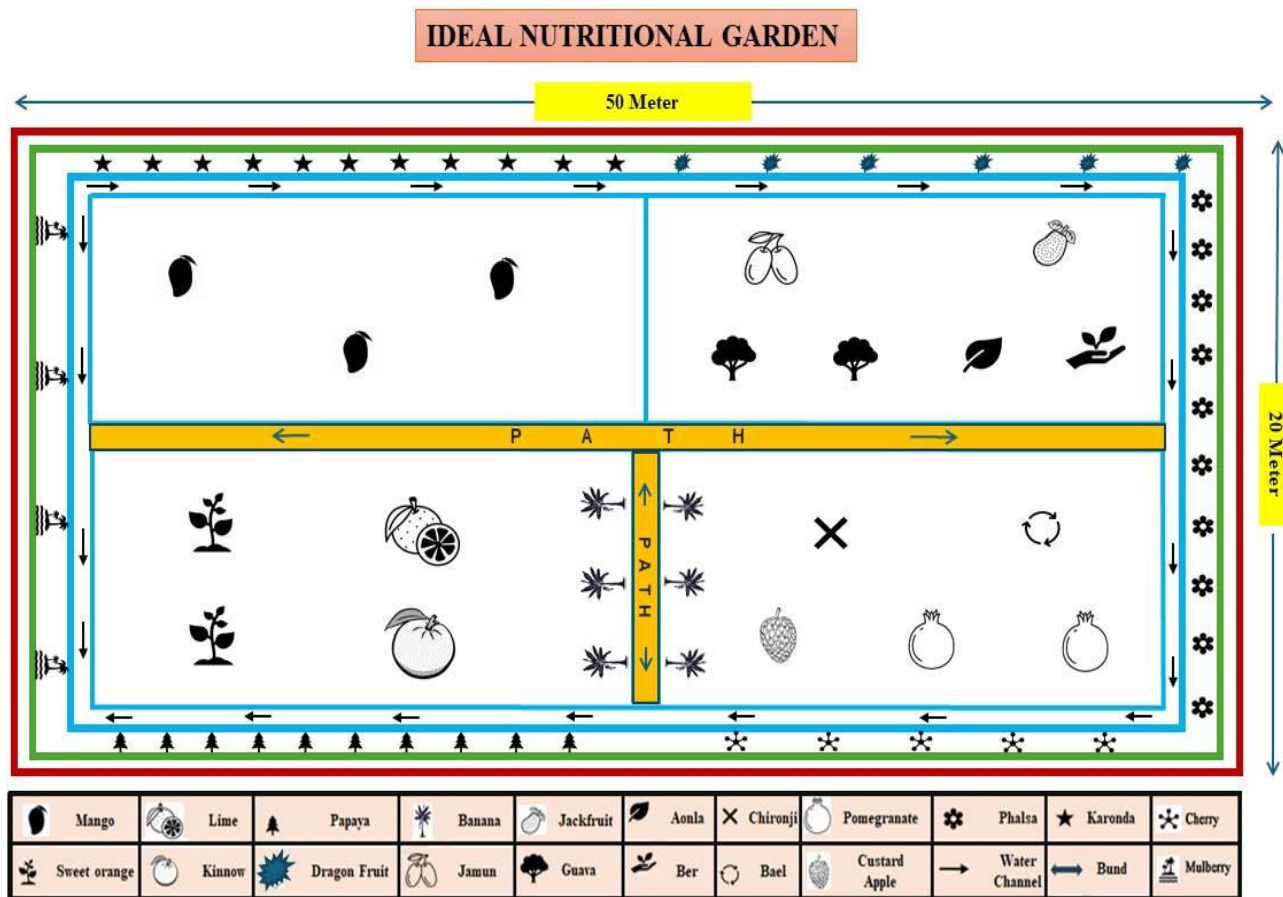 IDEAL NUTRITIONAL GARDEN
50 Meter
20 Meter
P A T H
PATH
Mango
Lime
Papaya
Banana
Jackfruit
Aonla
Chironji
Pomegranate
Phalsa
Karonda
Cherry
Sweet orange
Kinnow
Dragon Fruit
Jamun
Guava
Ber
Bael
Custard
Apple
Water
Channel
Bund
Mulberry